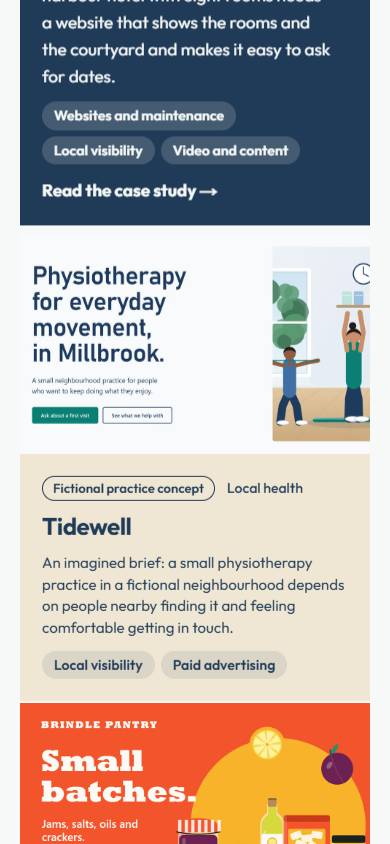 a website that shows the rooms and
the courtyard and makes it easy to ask
for dates.
Websites and maintenance
Local visibility
Video and content
Read the case study →
Physiotherapy
for everyday
movement,
in Millbrook.
A small neighbourhood practice for people
who want to keep doing what they enjoy.
Ask about a first visit
See what we help with
Fictional practice concept
Local health
Tidewell
An imagined brief: a small physiotherapy
practice in a fictional neighbourhood depends
on people nearby finding it and feeling
comfortable getting in touch.
Local visibility
Paid advertising
BRINDLE PANTRY
Small
batches.
Jams, salts, oils and
crackers.